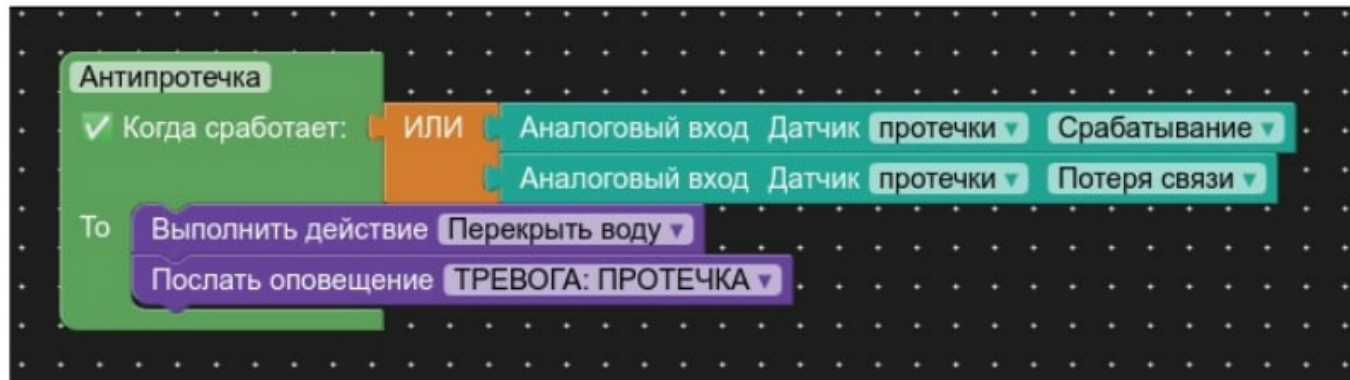 Антипротечка
Когда сработает: ИЛИ Аналоговый вход Датчик протечки Срабатывание
Аналоговый вход Датчик протечки Потеря связи
То Выполнить действие Перекрыть воду
Послать оповещение ТРЕВОГА: ПРОТЕЧКА